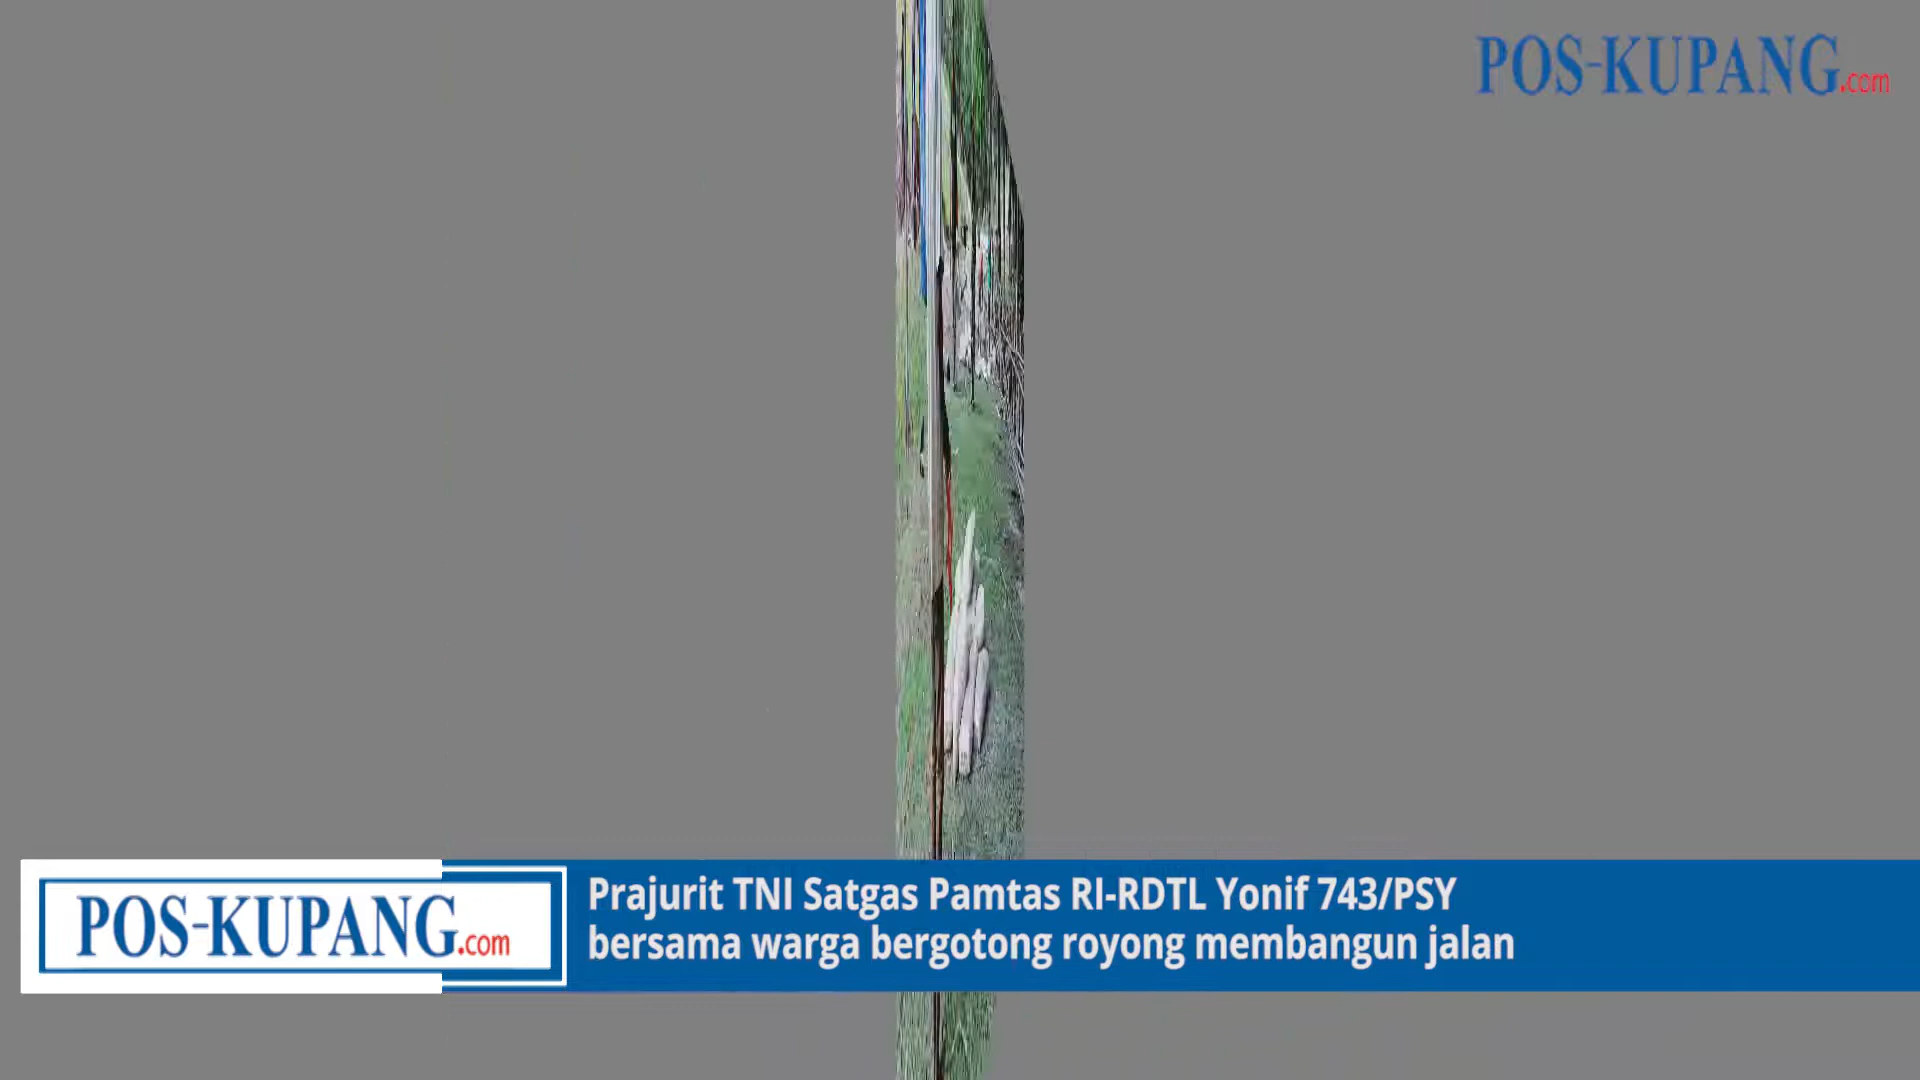 POS-KUPANG.com
POS-KUPANG.com
Prajurit TNI Satgas Pamtas RI-RDTL Yonif 743/PSY
bersama warga bergotong royong membangun jalan